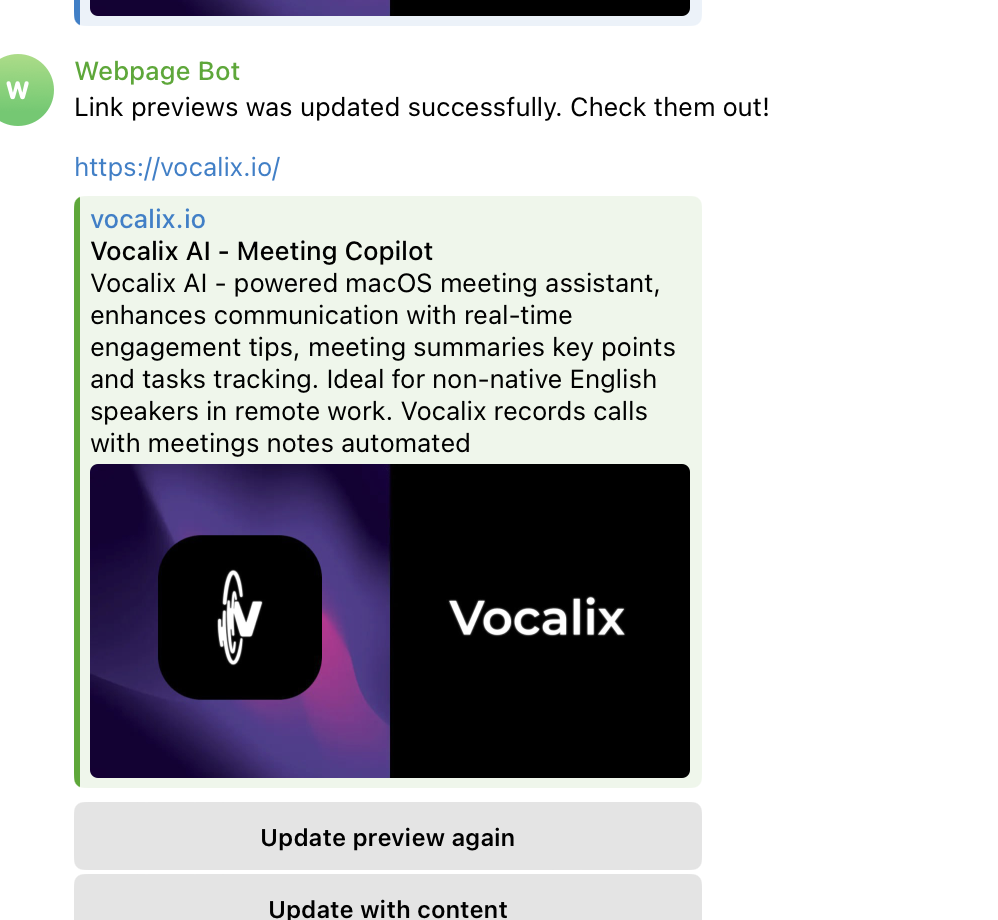 Webpage Bot
W
Link previews was updated successfully. Check them out!
https://vocalix.io/
vocalix.io
Vocalix AI - Meeting Copilot
Vocalix AI - powered macOS meeting assistant,
enhances communication with real-time
engagement tips, meeting summaries key points
and tasks tracking. Ideal for non-native English
speakers in remote work. Vocalix records calls
with meetings notes automated
V
Vocalix
Update preview again
Update with content